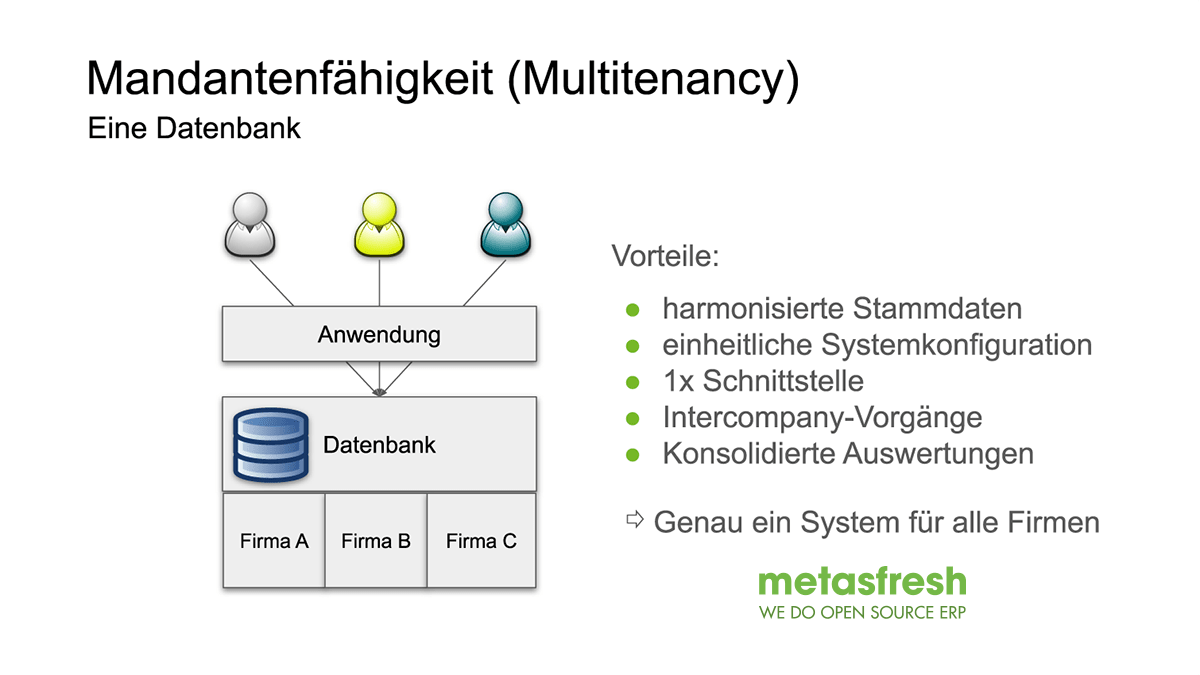 Mandantenfähigkeit (Multitenancy)
Eine Datenbank
Anwendung
Datenbank
Firma A
Firma B
Firma C
Vorteile:
harmonisierte Stammdaten
einheitliche Systemkonfiguration
1x Schnittstelle
Intercompany-Vorgänge
Konsolidierte Auswertungen
⇨ Genau ein System für alle Firmen
metasfresh
WE DO OPEN SOURCE ERP